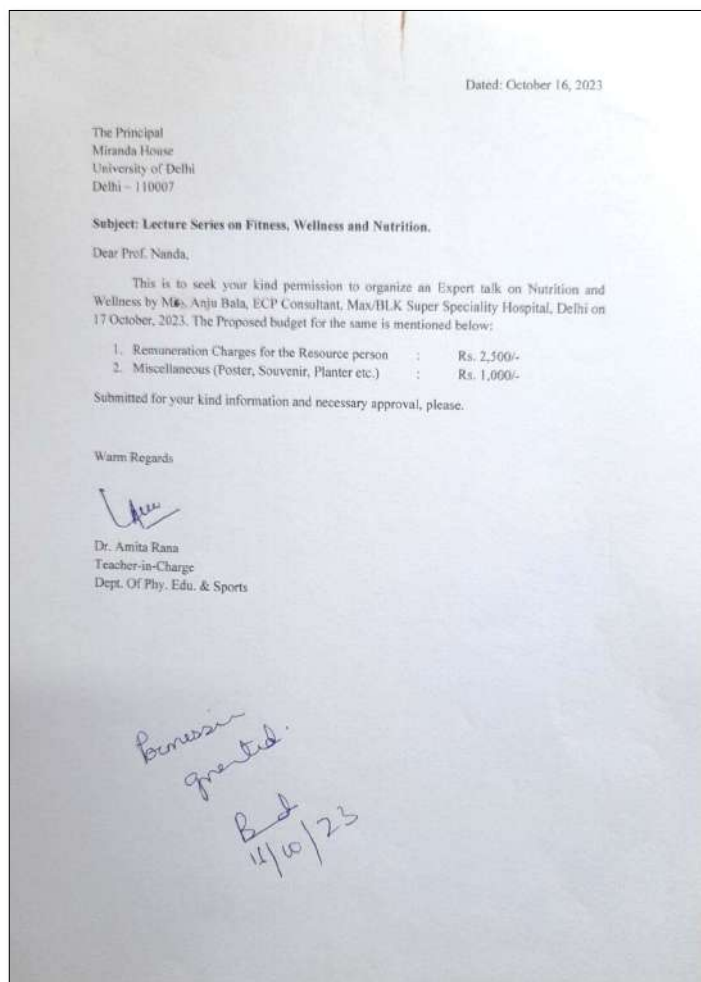 Dated: October 16, 2023
The Principal
Miranda House
University of Delhi
Delhi – 110007
Subject: Lecture Series on Fitness, Wellness and Nutrition.
Dear Prof. Nanda,
This is to seek your kind permission to organize an Expert talk on Nutrition and
Wellness by Anju Bala, ECP Consultant, Max/BLK Super Speciality Hospital, Delhi on
17 October, 2023. The Proposed budget for the same is mentioned below:
1. Remuneration Charges for the Resource person : Rs. 2,500/-
2. Miscellaneous (Poster, Souvenir, Planter etc.) : Rs. 1,000/-
Submitted for your kind information and necessary approval, please.
Warm Regards
Dr. Amita Rana
Teacher-in-Charge
Dept. Of Phy. Edu. & Sports
Permission
granted.
/10/23